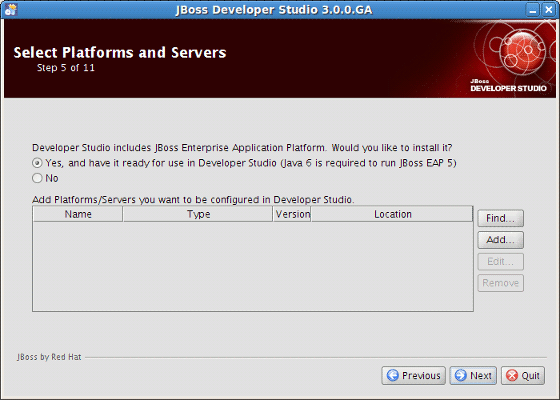 JBoss Developer Studio 3.0.0.GA
Select Platforms and Servers
Step 5 of 11
JBoss
DEVELOPER STUDIO
Developer Studio includes JBoss Enterprise Application Platform. Would you like to install it?
Yes, and have it ready for use in Developer Studio (Java 6 is required to run JBoss EAP 5)
No
Add Platforms/Servers you want to be configured in Developer Studio.
Name Type Version Location
Find...
Add...
Edit...
Remove
JBoss by Red Hat
Previous Next Quit